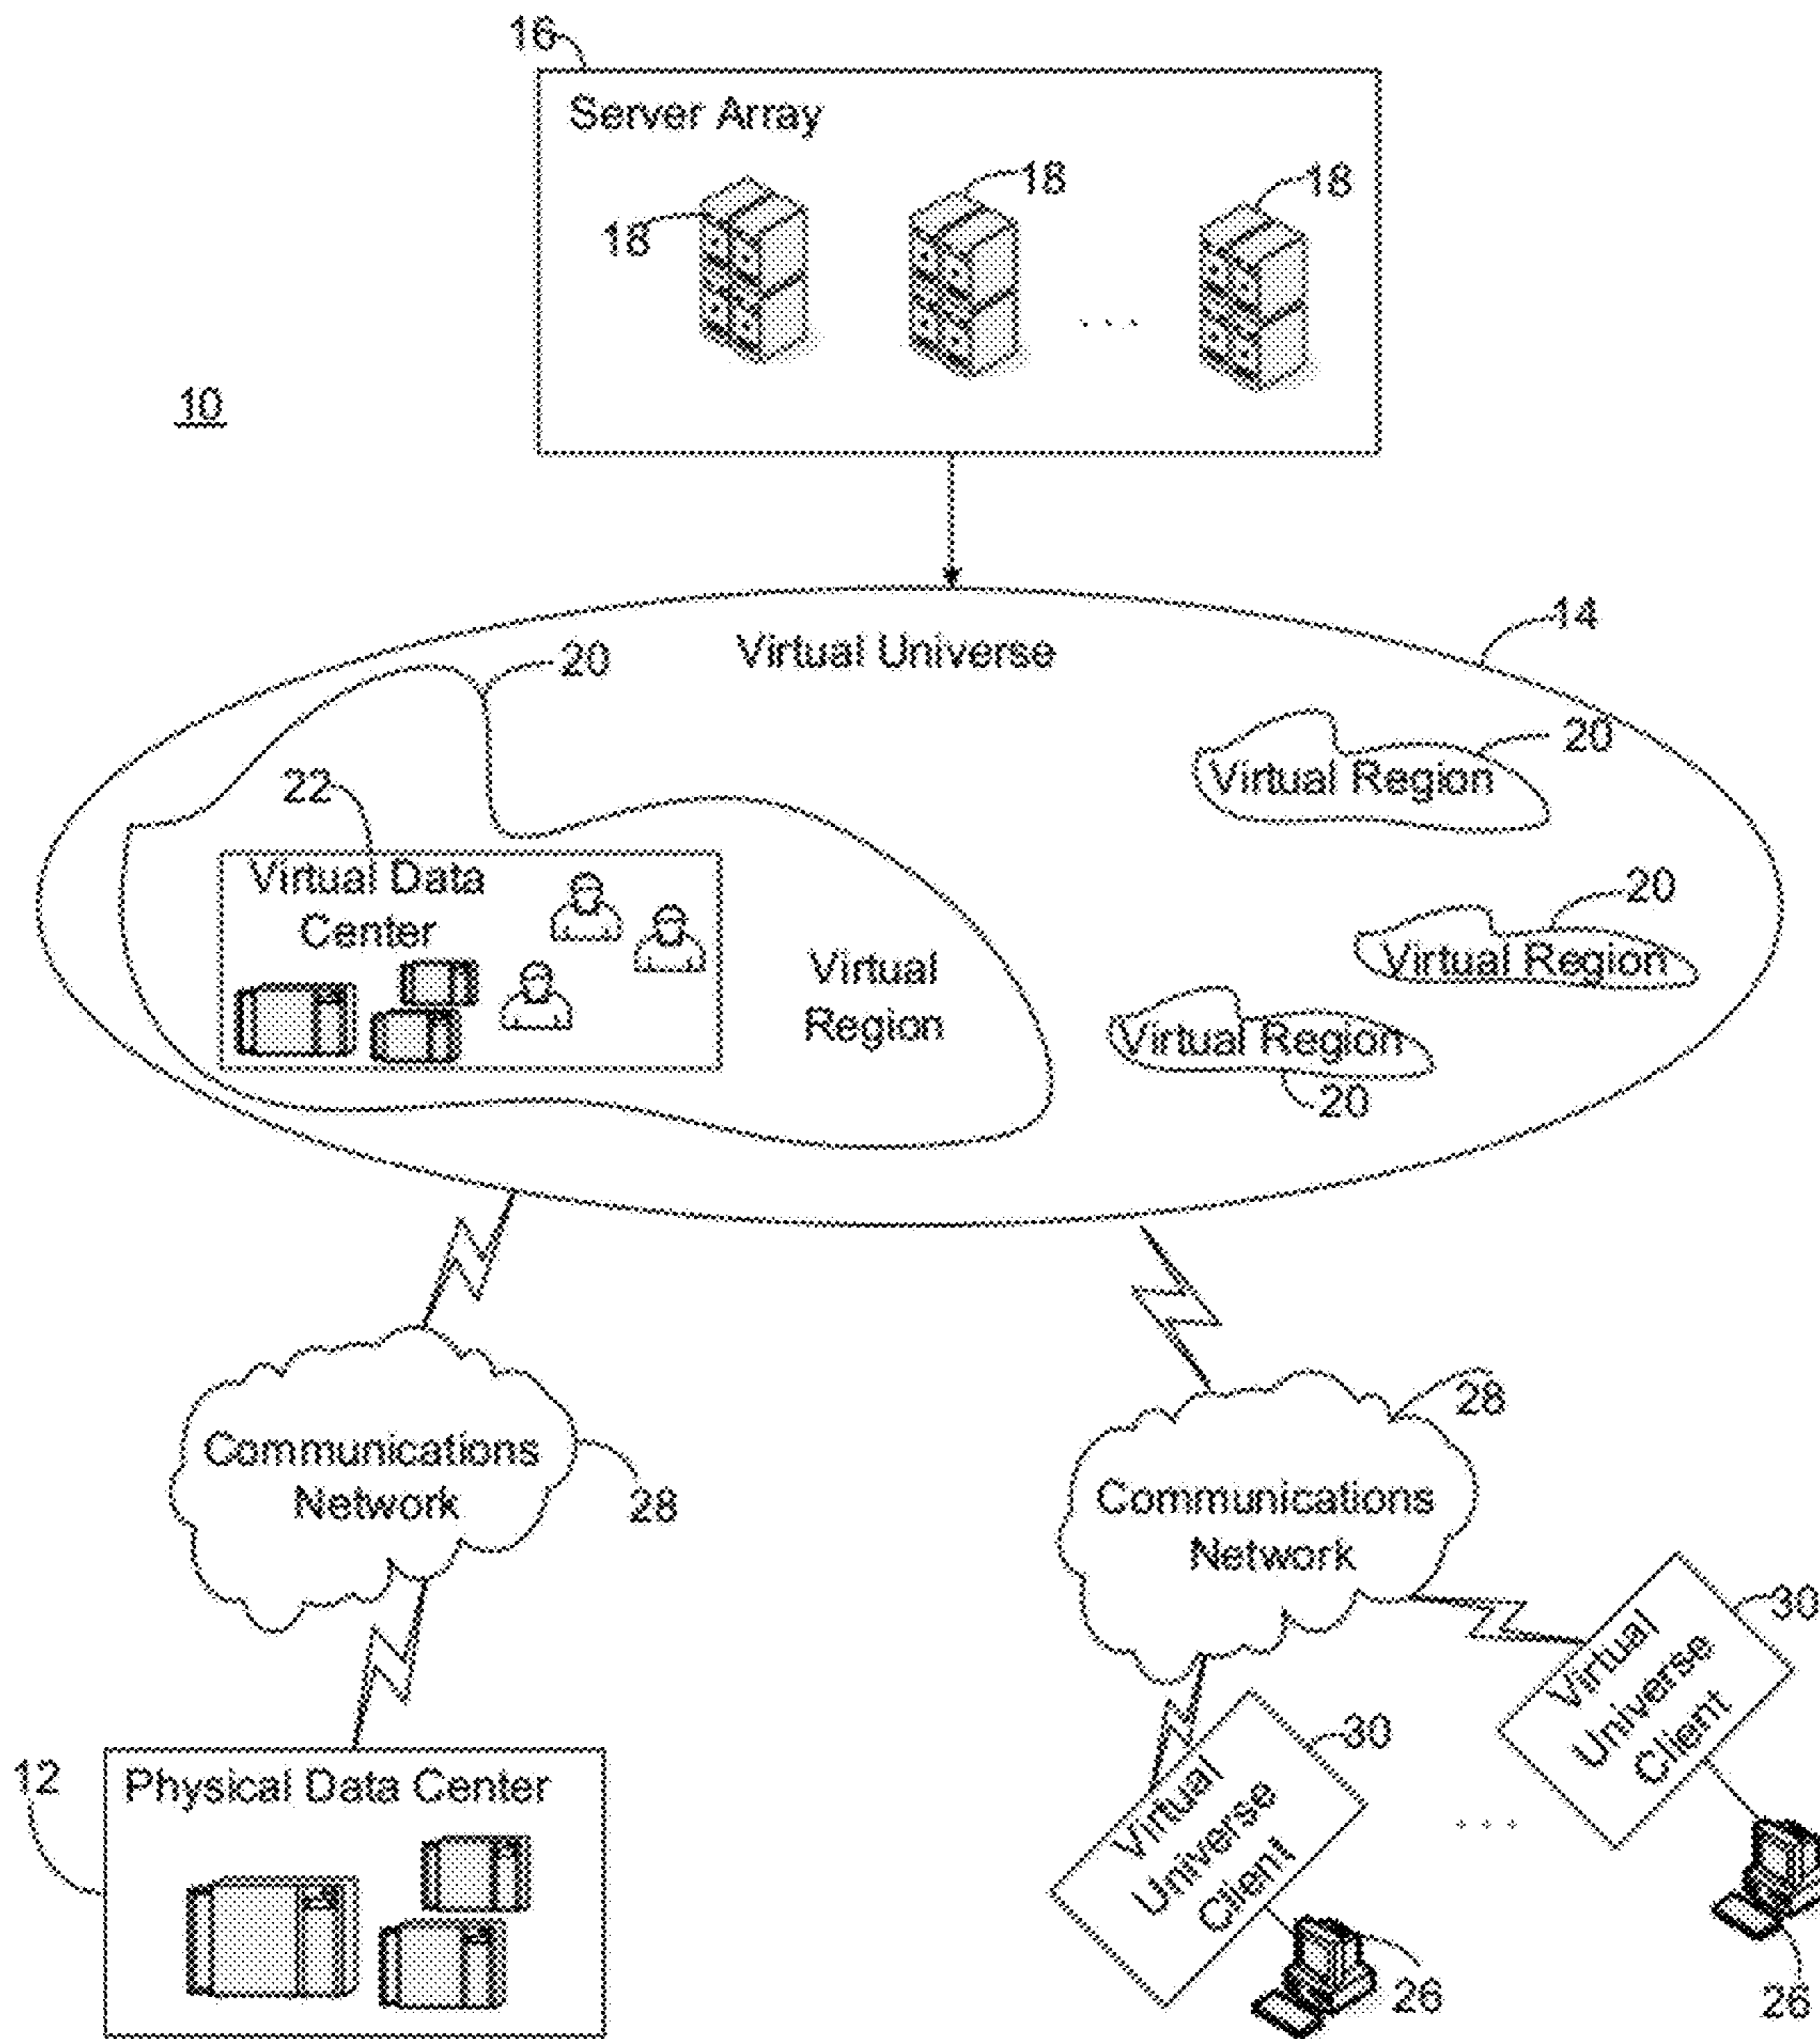 16
Server Array
18
18
18
. . .
10
14
Virtual Universe
20
20
Virtual Region
22
Virtual Data
Center
20
Virtual Region
Virtual
Region
Virtual Region
20
28
Communications
Network
28
Communications
Network
30
Virtual
Universe
Client
30
Virtual
Universe
Client
. . .
12
Physical Data Center
26
26